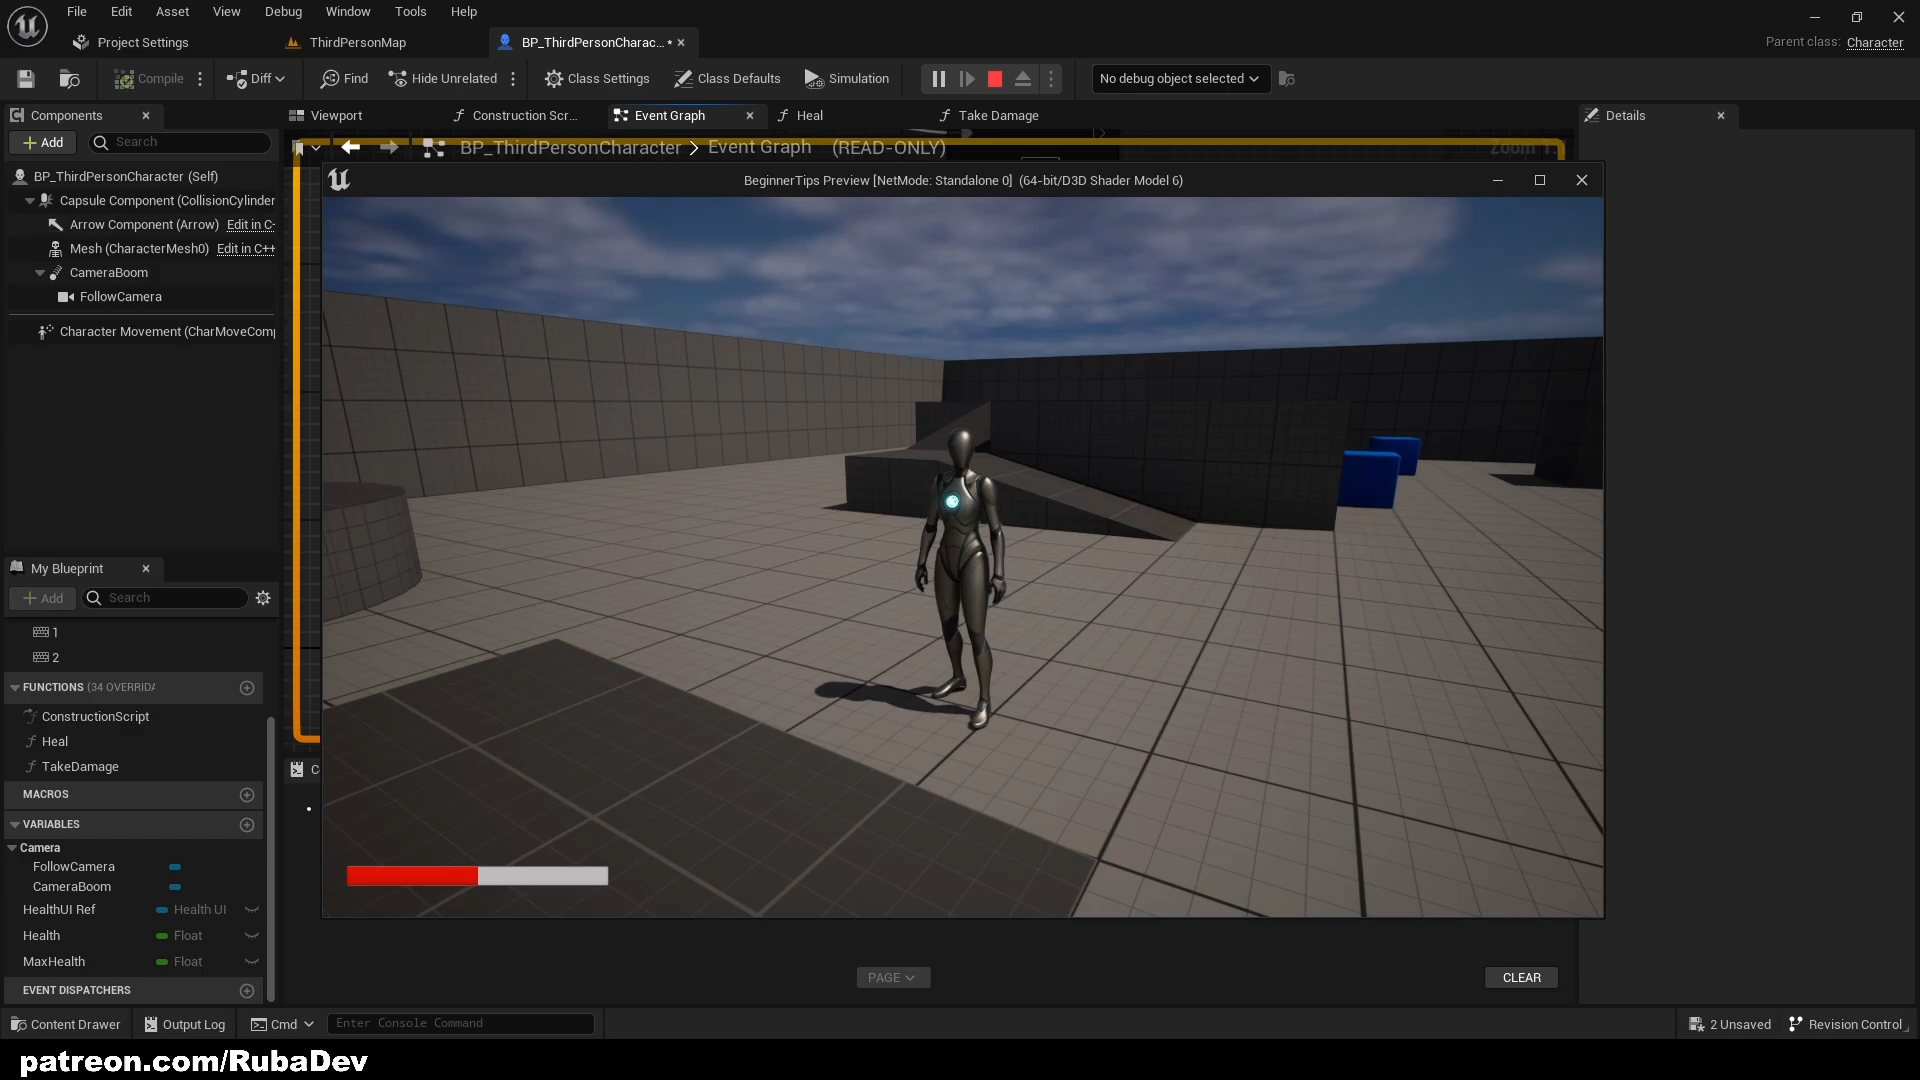 File Edit Asset View Debug Window Tools Help
Project Settings ThirdPersonMap BP_ThirdPersonCharac... •
Parent class: Character
Compile Diff Find Hide Unrelated Class Settings Class Defaults Simulation No debug object selected
Components Viewport Construction Scr... Event Graph Heal Take Damage Details
+ Add Search
BP_ThirdPersonCharacter > Event Graph (READ-ONLY) Zoom 1:
BP_ThirdPersonCharacter (Self)
BeginnerTips Preview [NetMode: Standalone 0] (64-bit/D3D Shader Model 6)
Capsule Component (CollisionCylinder
Arrow Component (Arrow) Edit in C-
Mesh (CharacterMesh0) Edit in C++
CameraBoom
FollowCamera
Character Movement (CharMoveComp
My Blueprint
+ Add Search
1
2
FUNCTIONS (34 OVERRIDA
ConstructionScript
Heal
TakeDamage
C
MACROS
VARIABLES
Camera
FollowCamera
CameraBoom
HealthUI Ref Health UI
Health Float
MaxHealth Float
EVENT DISPATCHERS
PAGE CLEAR
Content Drawer Output Log Cmd Enter Console Command 2 Unsaved Revision Control
patreon.com/RubaDev